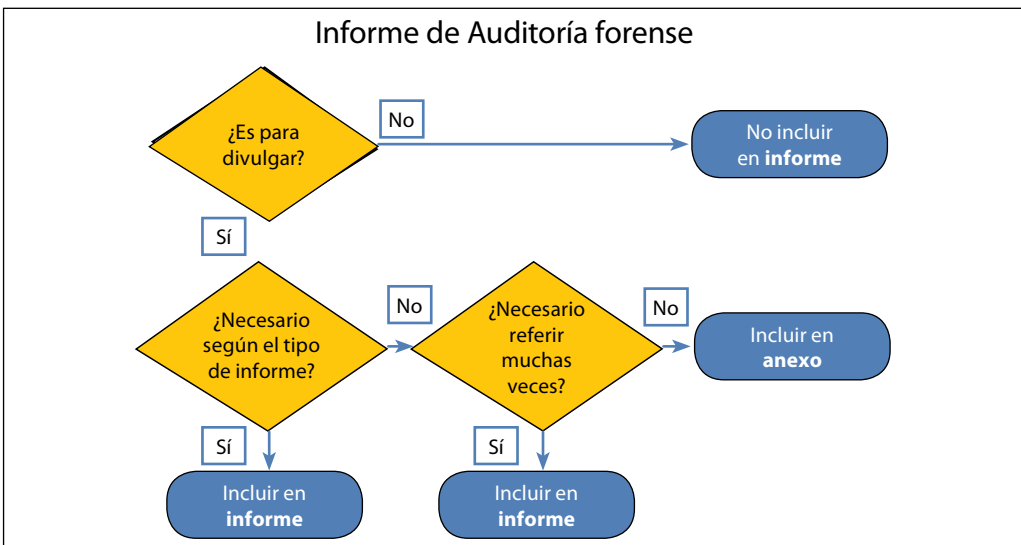 Informe de Auditoría forense
¿Es para
divulgar?
No
No incluir
en informe
Sí
¿Necesario
según el tipo
de informe?
No
¿Necesario
referir
muchas
veces?
No
Incluir en
anexo
Sí
Incluir en
informe
Sí
Incluir en
informe